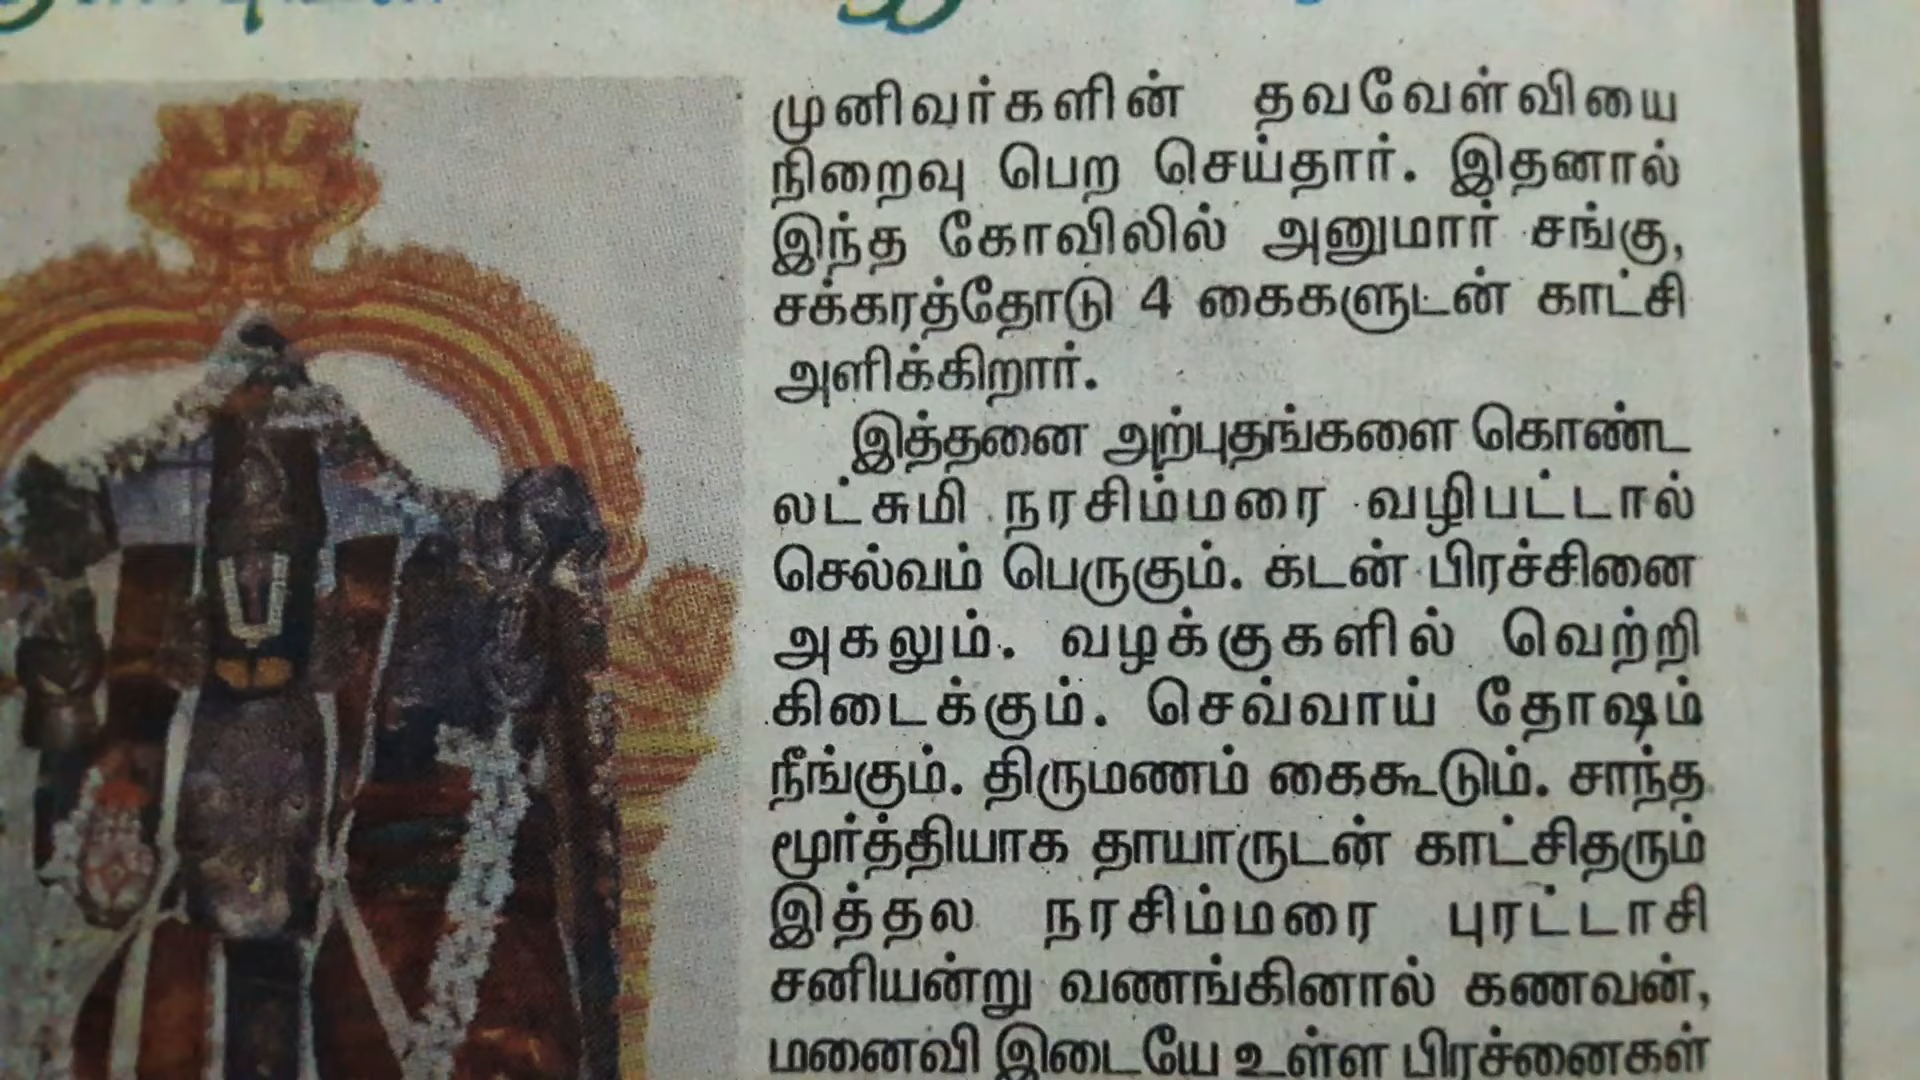 முனிவர்களின் தவவேள்வியை
நிறைவு பெற செய்தார். இதனால்
இந்த கோவிலில் அனுமார் சங்கு,
சக்கரத்தோடு 4 கைகளுடன் காட்சி
அளிக்கிறார்.
இத்தனை அற்புதங்களை கொண்ட
லட்சுமி நரசிம்மரை வழிபட்டால்
செல்வம் பெருகும். கடன் பிரச்சினை
அகலும். வழக்குகளில் வெற்றி
கிடைக்கும். செவ்வாய் தோஷம்
நீங்கும். திருமணம் கைகூடும். சாந்த
மூர்த்தியாக தாயாருடன் காட்சிதரும்
இத்தல நரசிம்மரை புரட்டாசி
சனியன்று வணங்கினால் கணவன்,
மனைவி இடையே உள்ள பிரச்னைகள்